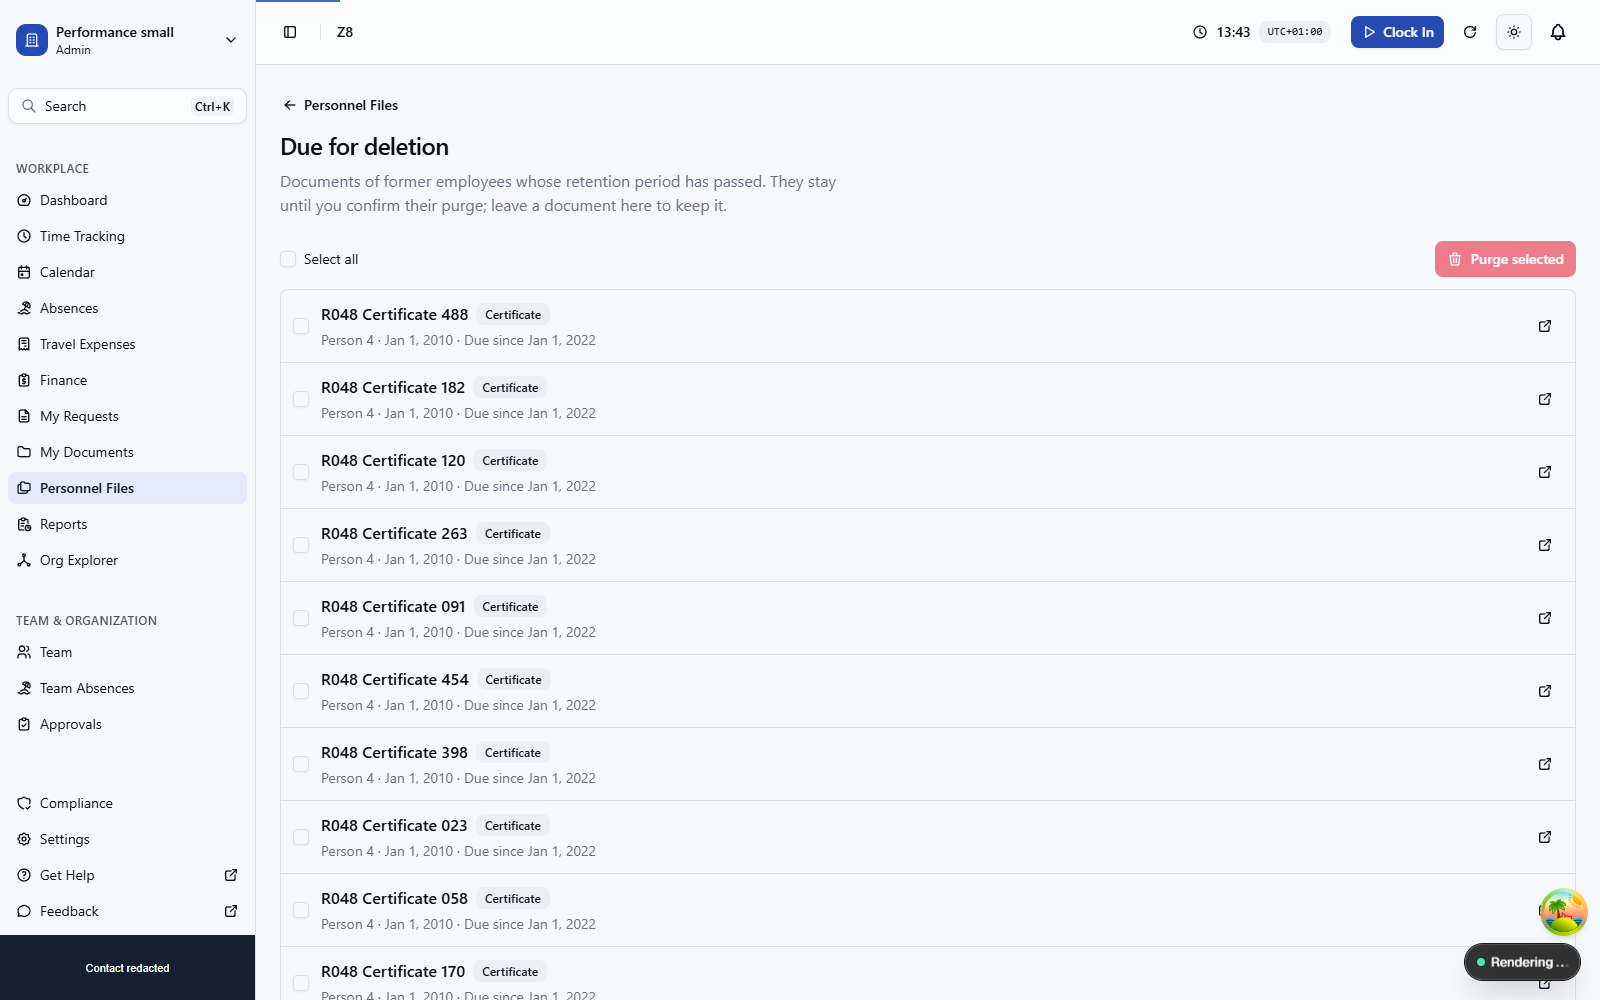 Performance small
Admin
Search
Ctrl+K
WORKPLACE
Dashboard
Time Tracking
Calendar
Absences
Travel Expenses
Finance
My Requests
My Documents
Personnel Files
Reports
Org Explorer
TEAM & ORGANIZATION
Team
Team Absences
Approvals
Compliance
Settings
Get Help
Feedback
Contact redacted
Z8
13:43
UTC+01:00
Clock In
Personnel Files
Due for deletion
Documents of former employees whose retention period has passed. They stay
until you confirm their purge; leave a document here to keep it.
Select all
Purge selected
R048 Certificate 488 Certificate
Person 4 · Jan 1, 2010 · Due since Jan 1, 2022
R048 Certificate 182 Certificate
Person 4 · Jan 1, 2010 · Due since Jan 1, 2022
R048 Certificate 120 Certificate
Person 4 · Jan 1, 2010 · Due since Jan 1, 2022
R048 Certificate 263 Certificate
Person 4 · Jan 1, 2010 · Due since Jan 1, 2022
R048 Certificate 091 Certificate
Person 4 · Jan 1, 2010 · Due since Jan 1, 2022
R048 Certificate 454 Certificate
Person 4 · Jan 1, 2010 · Due since Jan 1, 2022
R048 Certificate 398 Certificate
Person 4 · Jan 1, 2010 · Due since Jan 1, 2022
R048 Certificate 023 Certificate
Person 4 · Jan 1, 2010 · Due since Jan 1, 2022
R048 Certificate 058 Certificate
Person 4 · Jan 1, 2010 · Due since Jan 1, 2022
R048 Certificate 170 Certificate
Person 4 · Jan 1, 2010 · Due since Jan 1, 2022
Rendering ...